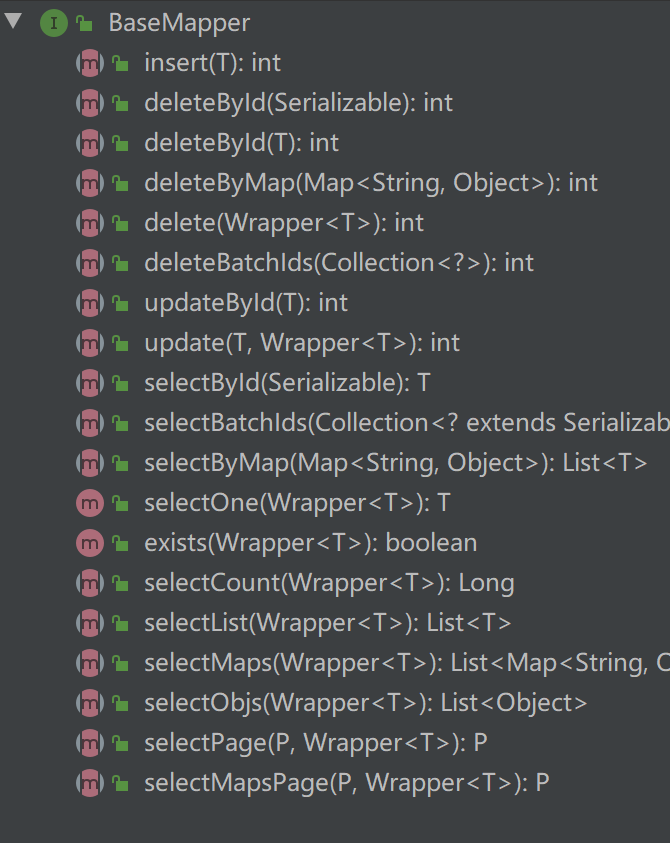 BaseMapper
insert(T): int
deleteById(Serializable): int
deleteById(T): int
deleteByMap(Map<String, Object>): int
delete(Wrapper<T>): int
deleteBatchIds(Collection<?>): int
updateById(T): int
update(T, Wrapper<T>): int
selectById(Serializable): T
selectBatchIds(Collection<? extends Serializab
selectByMap(Map<String, Object>): List<T>
selectOne(Wrapper<T>): T
exists(Wrapper<T>): boolean
selectCount(Wrapper<T>): Long
selectList(Wrapper<T>): List<T>
selectMaps(Wrapper<T>): List<Map<String, O
selectObjs(Wrapper<T>): List<Object>
selectPage(P, Wrapper<T>): P
selectMapsPage(P, Wrapper<T>): P